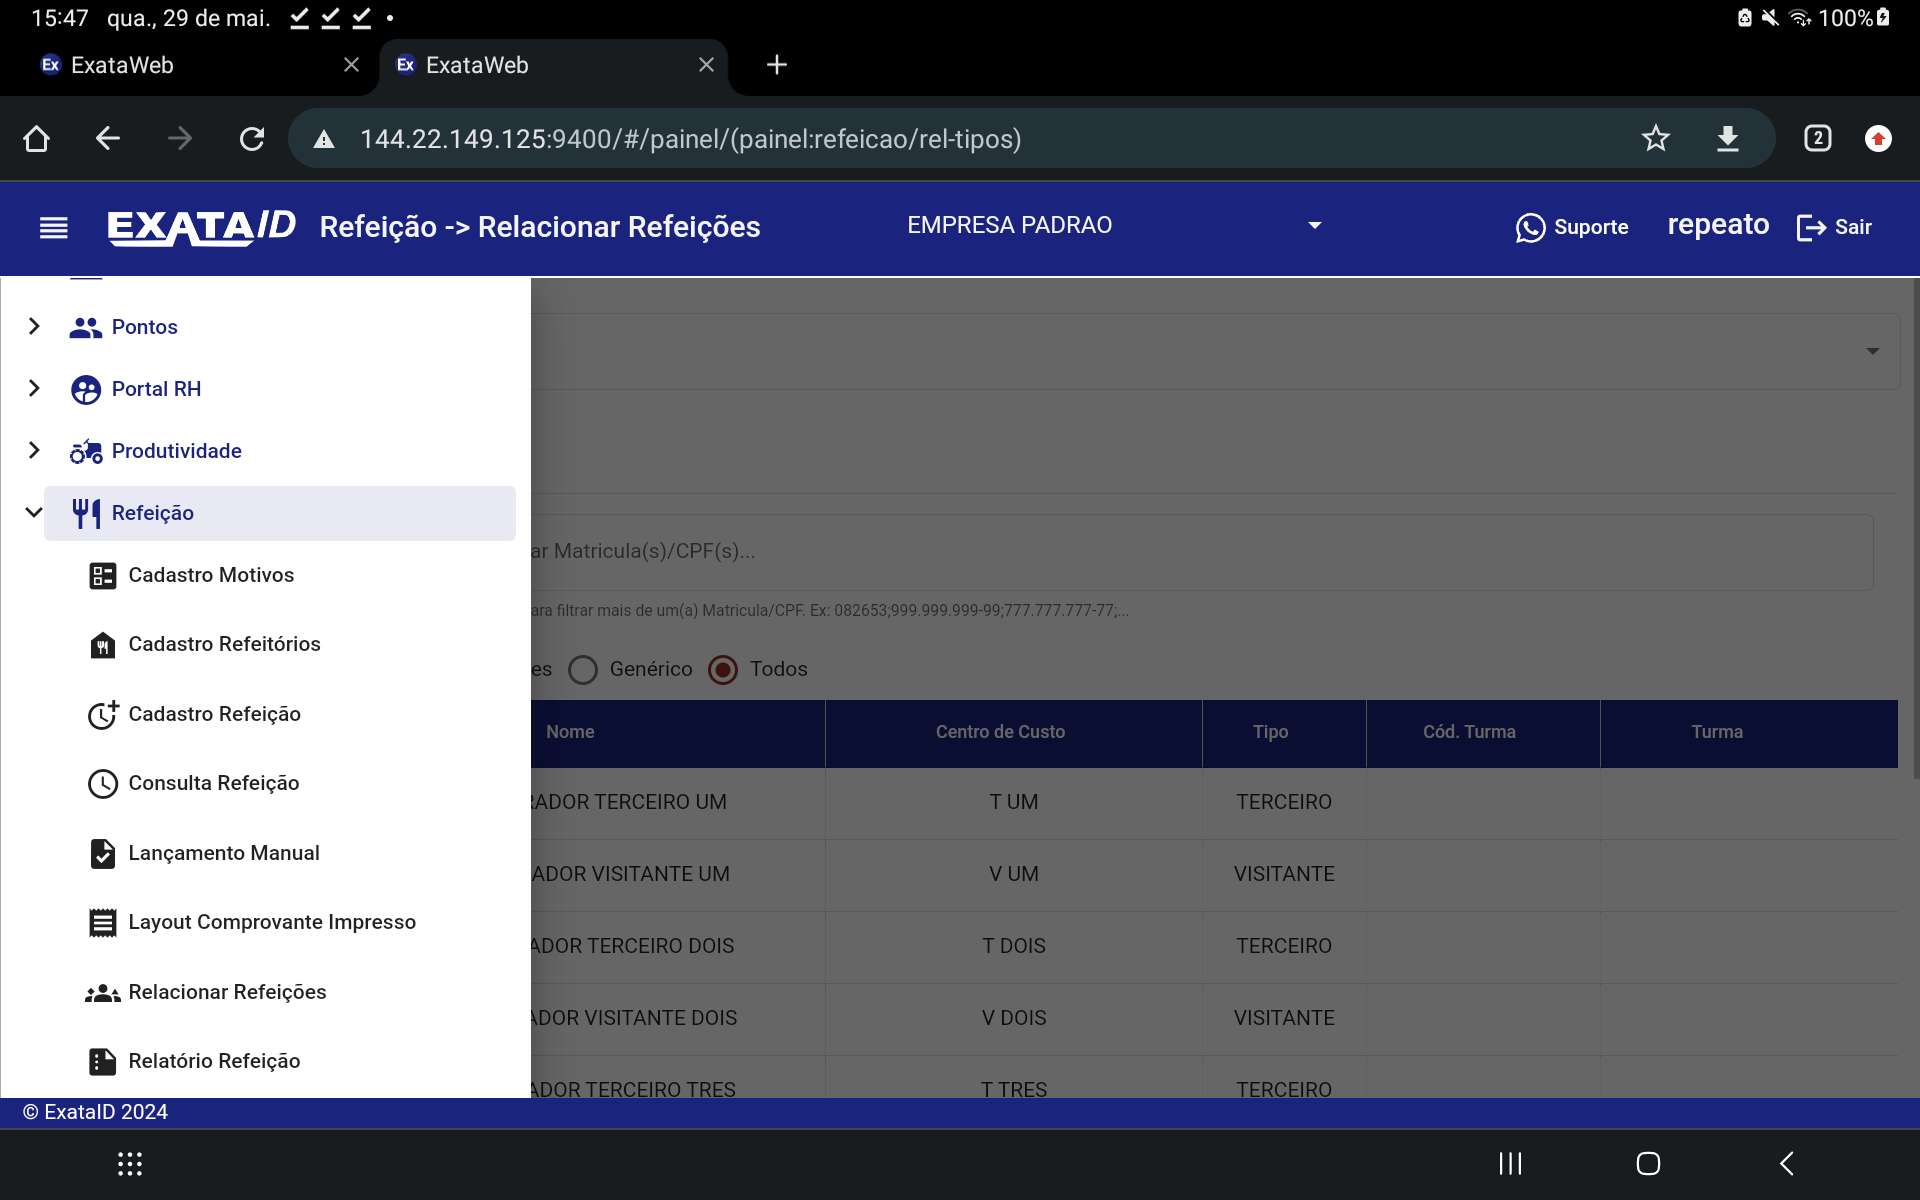 15:47 qua., 29 de mai. 100%
Ex ExataWeb Ex ExataWeb
144.22.149.125:9400/#/painel/(painel:refeicao/rel-tipos) 2
EXATAID Refeição -> Relacionar Refeições EMPRESA PADRAO Suporte repeato Sair
Pontos
Portal RH
Produtividade
Refeição
Cadastro Motivos
Cadastro Refeitórios
Cadastro Refeição
Consulta Refeição
Lançamento Manual
Layout Comprovante Impresso
Relacionar Refeições
Relatório Refeição
ar Matricula(s)/CPF(s)...
ara filtrar mais de um(a) Matricula/CPF. Ex: 082653;999.999.999-99;777.777.777-77;...
es Genérico Todos
Nome Centro de Custo Tipo Cód. Turma Turma
RADOR TERCEIRO UM T UM TERCEIRO
ADOR VISITANTE UM V UM VISITANTE
ADOR TERCEIRO DOIS T DOIS TERCEIRO
ADOR VISITANTE DOIS V DOIS VISITANTE
ADOR TERCEIRO TRES T TRES TERCEIRO
© ExataID 2024